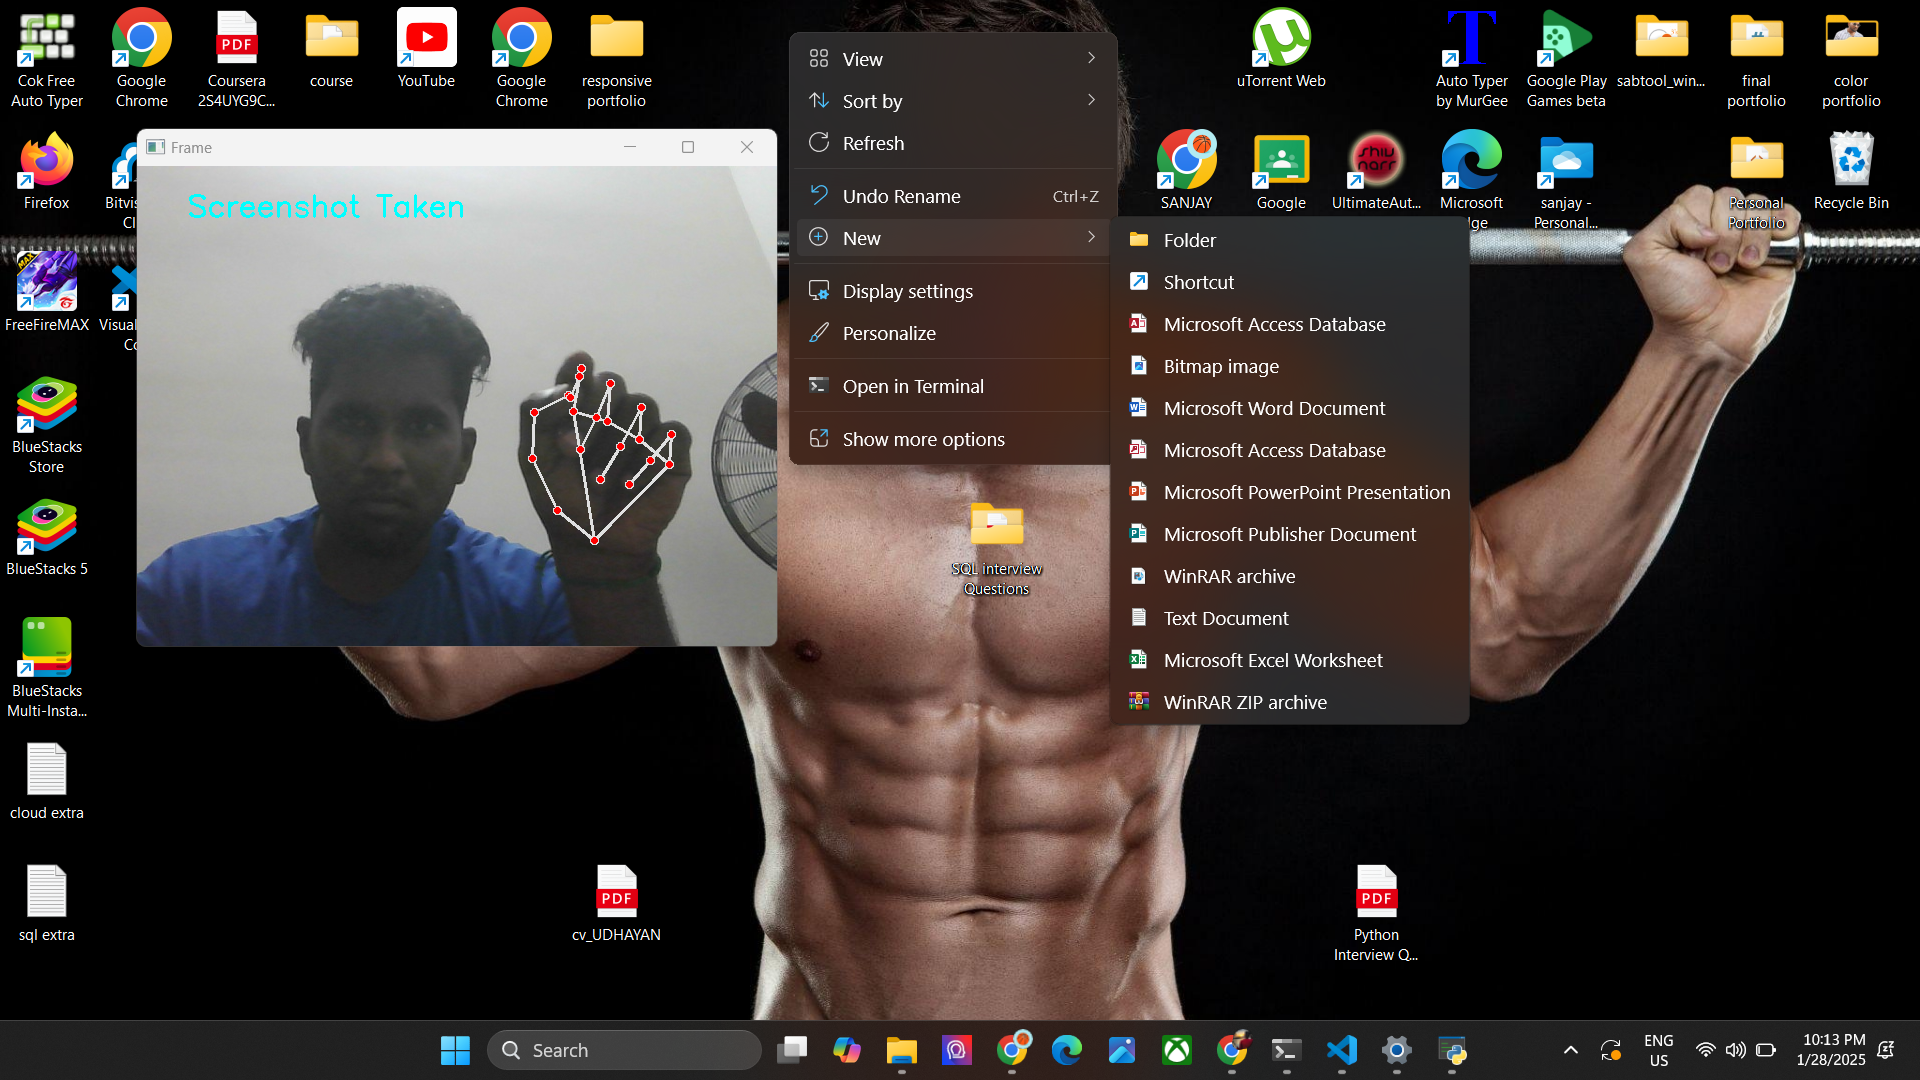 Cok Free
Auto Typer
Google
Chrome
PDF
Coursera
2S4UYG9C...
course
YouTube
Google
Chrome
responsive
portfolio
uTorrent Web
T
Auto Typer
by MurGee
Google Play
Games beta
sabtool_win...
#
final
portfolio
color
portfolio
Firefox
Bitvis
Cl
SANJAY
Google
shiv
UltimateAut...
Microsoft
lge
sanjay -
Personal...
Personal
Portfolio
Recycle Bin
MAX
FreeFireMAX
Visual
Co
BlueStacks
Store
BlueStacks 5
BlueStacks
Multi-Insta...
cloud extra
sql extra
Frame
Screenshot Taken
View
Sort by
Refresh
Undo Rename Ctrl+Z
New
Display settings
Personalize
Open in Terminal
Show more options
Folder
Shortcut
Microsoft Access Database
Bitmap image
Microsoft Word Document
Microsoft Access Database
Microsoft PowerPoint Presentation
Microsoft Publisher Document
WinRAR archive
Text Document
Microsoft Excel Worksheet
WinRAR ZIP archive
SQL interview
Questions
PDF
cv_UDHAYAN
PDF
Python
Interview Q...
Search
ENG
US
10:13 PM
1/28/2025